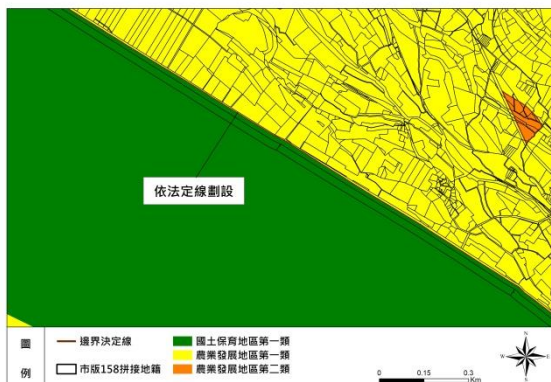 依法定線劃設
圖例
邊界決定線
市版158拼接地籍
國土保育地區第一類
農業發展地區第一類
農業發展地區第二類
0 0.15 0.3
Km
N
W E
S